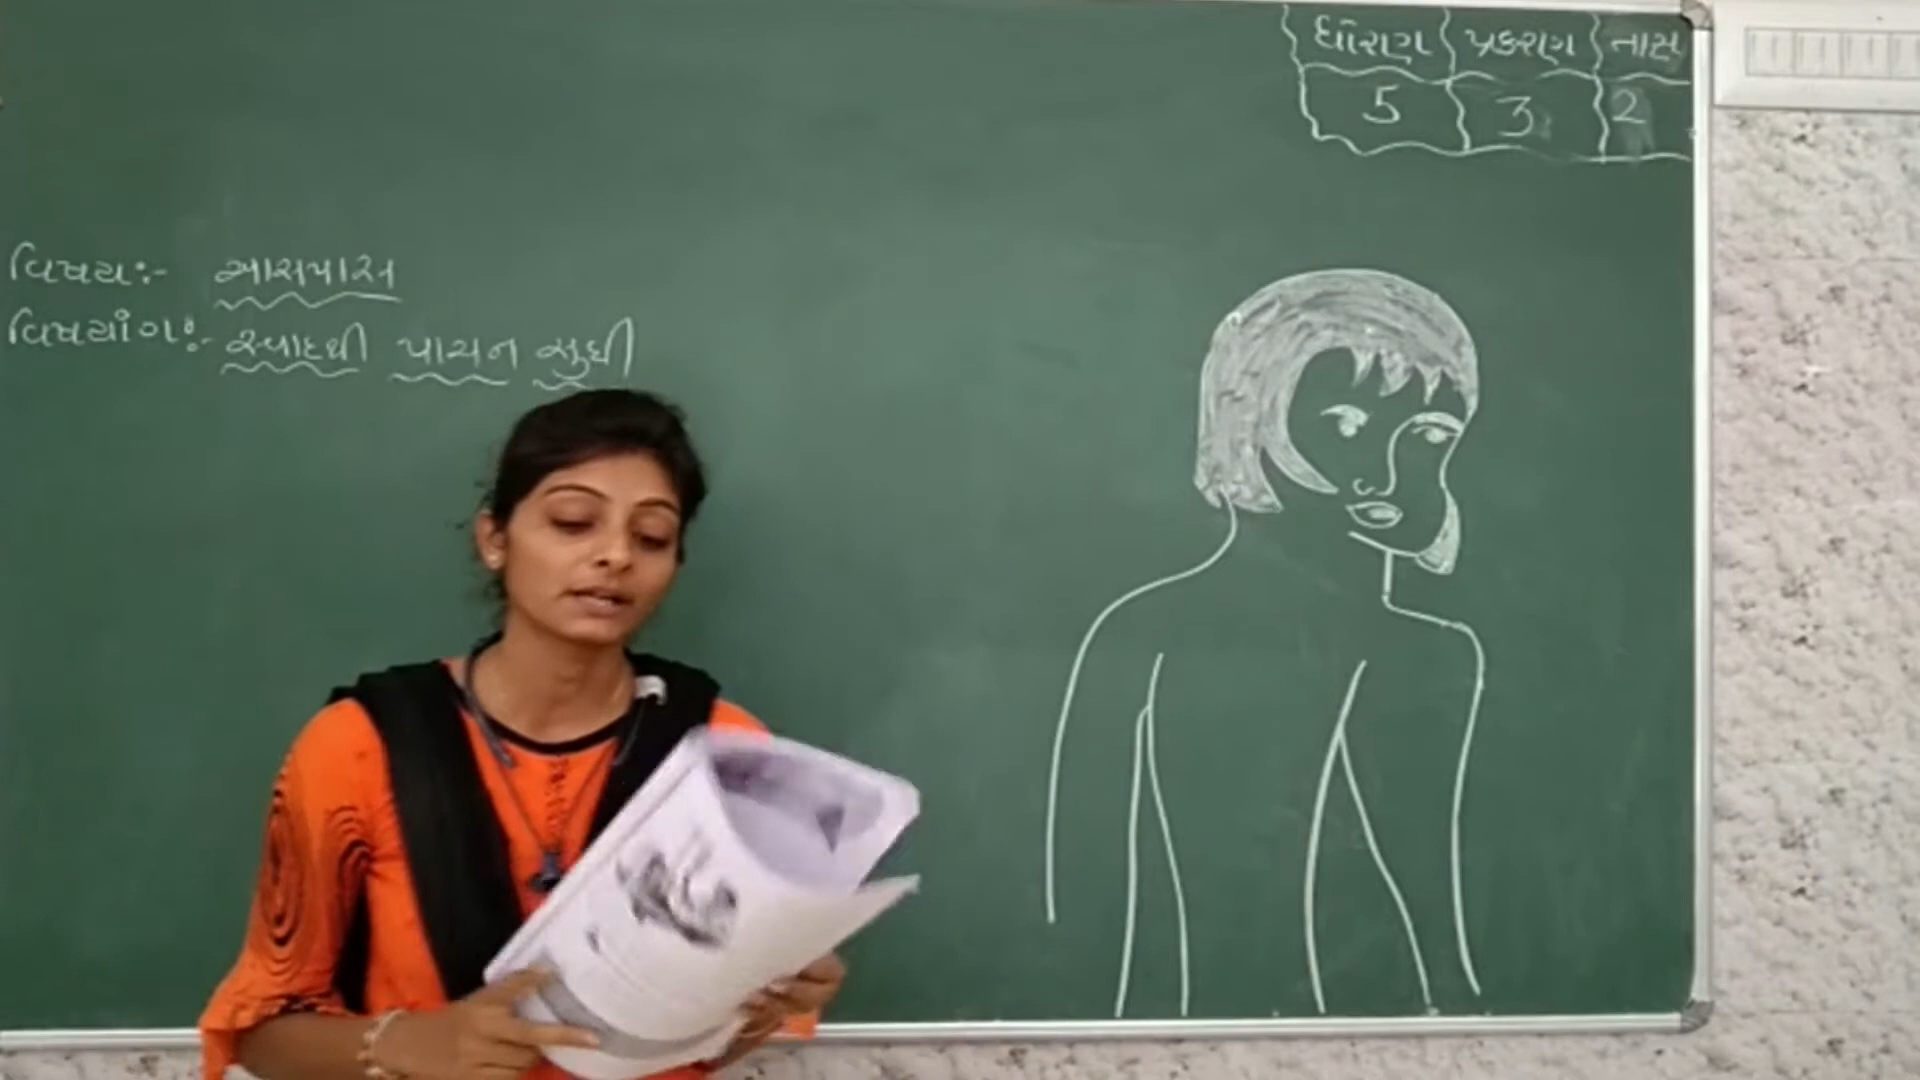 ધોરણ પ્રકરણ તાસ
5 3 2
વિષય:- આસપાસ
વિષયાંગ:- સ્વાદથી પાચન સુધી